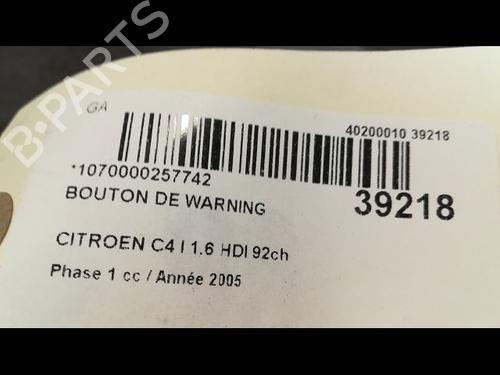 B-PARTS
GA
40200010 39218
*1070000257742
39218
BOUTON DE WARNING
CITROEN C4 I 1.6 HDI 92ch
Phase 1 cc / Année 2005